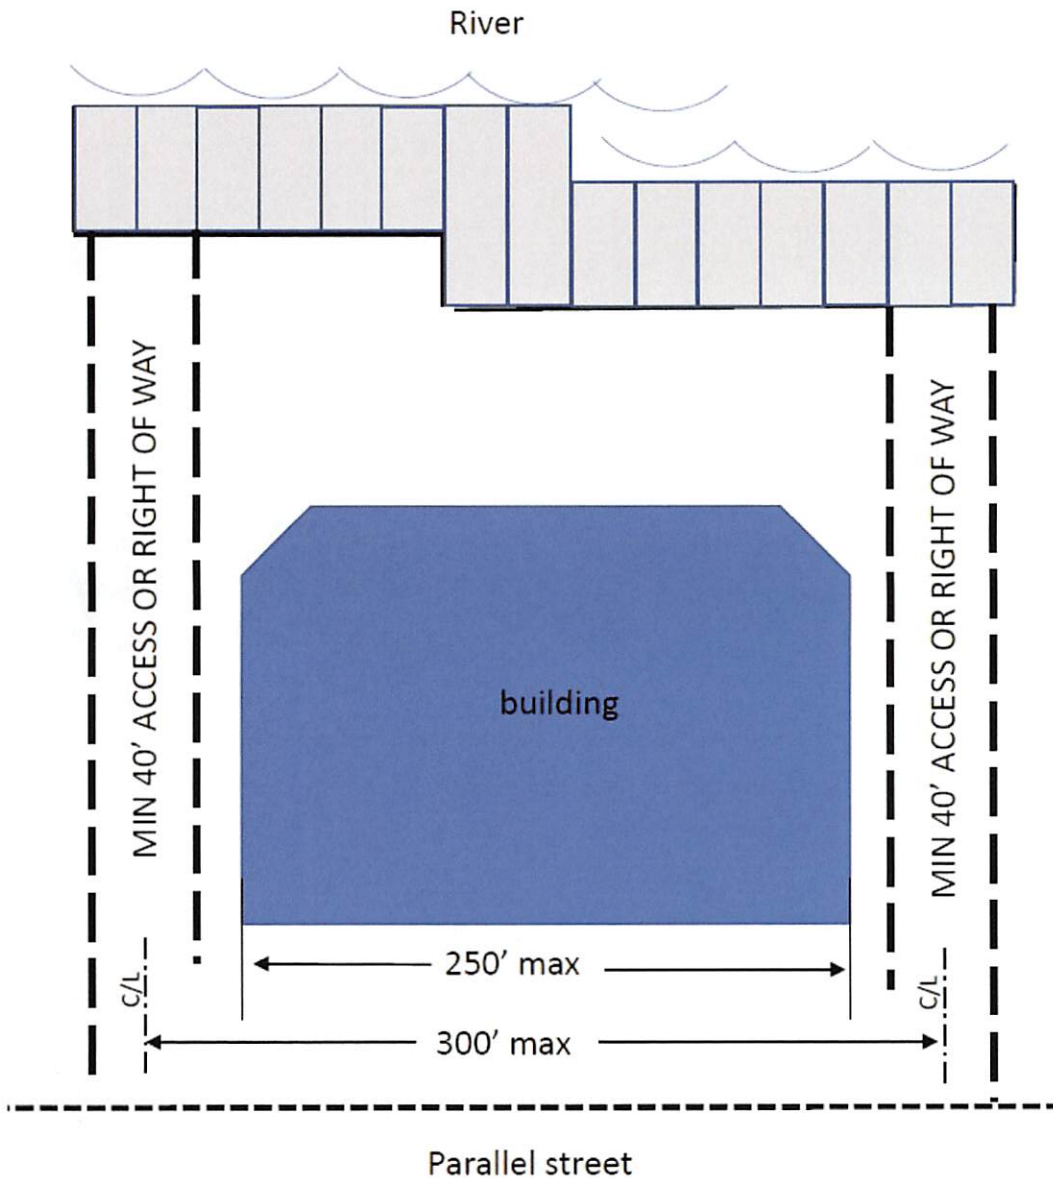 River
MIN 40’ ACCESS OR RIGHT OF WAY
MIN 40’ ACCESS OR RIGHT OF WAY
building
250’ max
C/L
C/L
300’ max
Parallel street